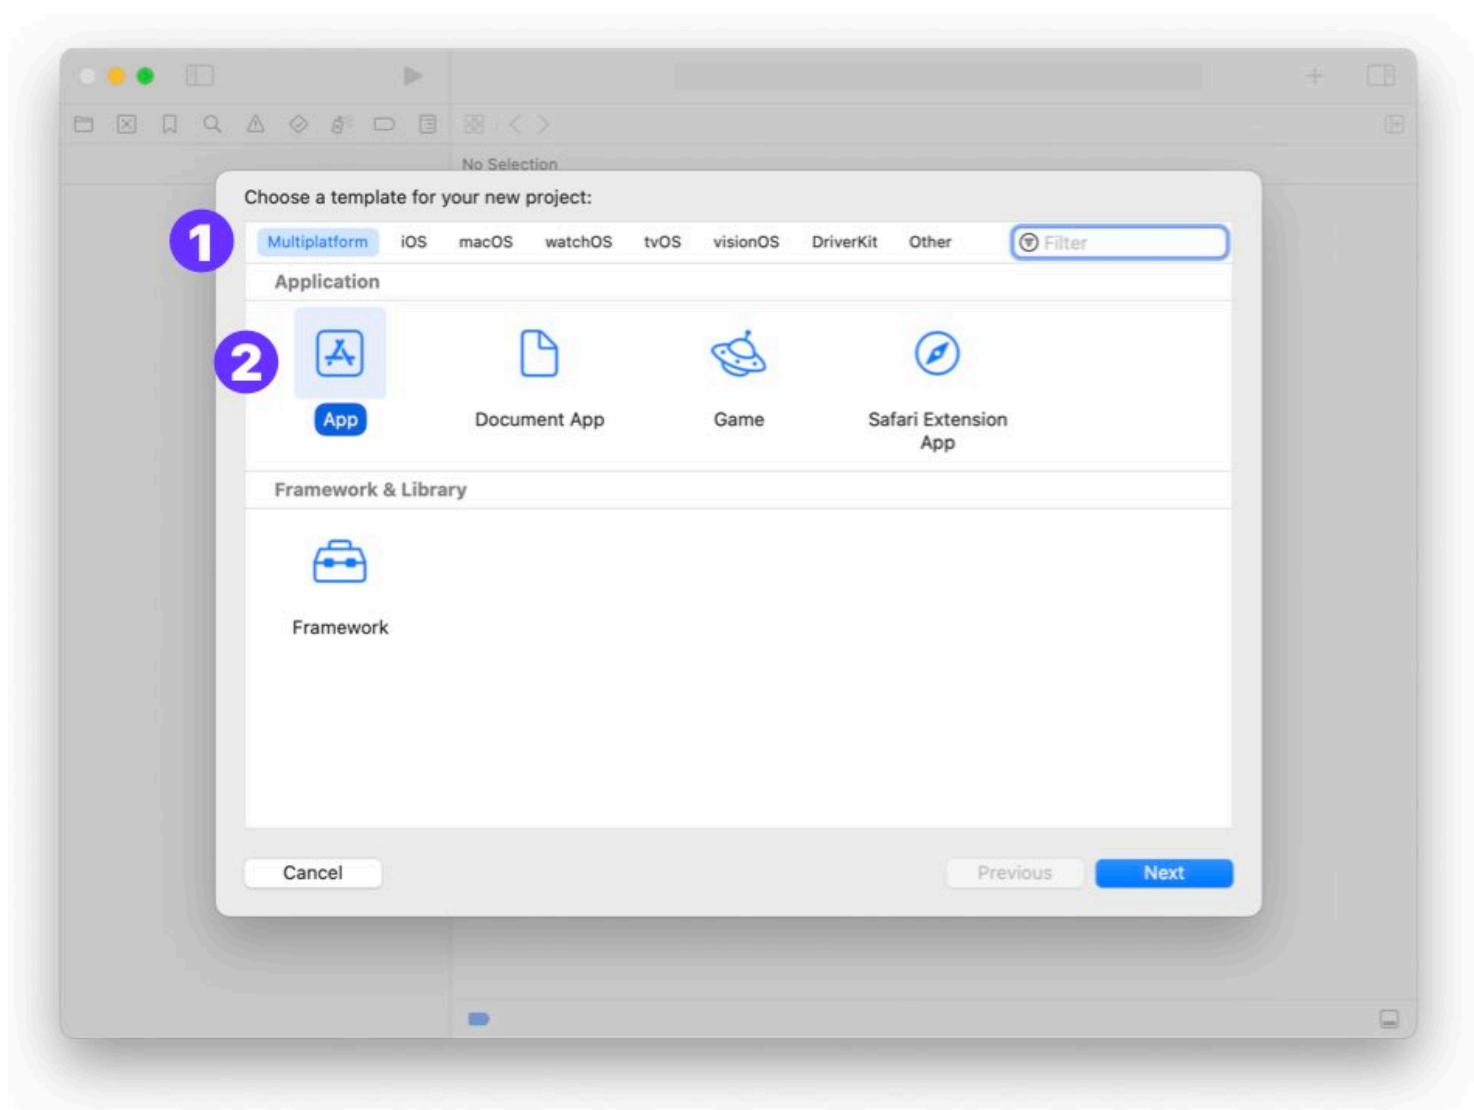 No Selection
Choose a template for your new project:
1
Multiplatform iOS macOS watchOS tvOS visionOS DriverKit Other Filter
Application
2
App Document App Game Safari Extension
App
Framework & Library
Framework
Cancel Previous Next